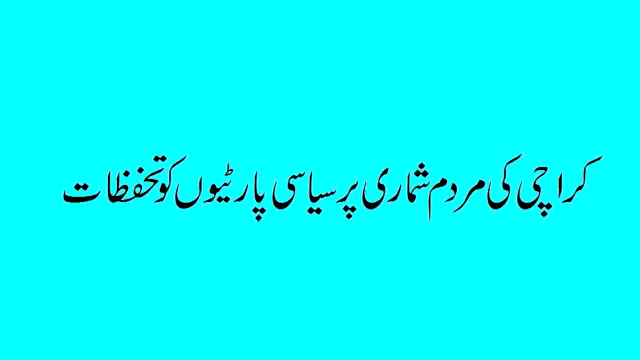 کراچی کی مردم شماری پر سیاسی پارٹیوں کو تحفظات